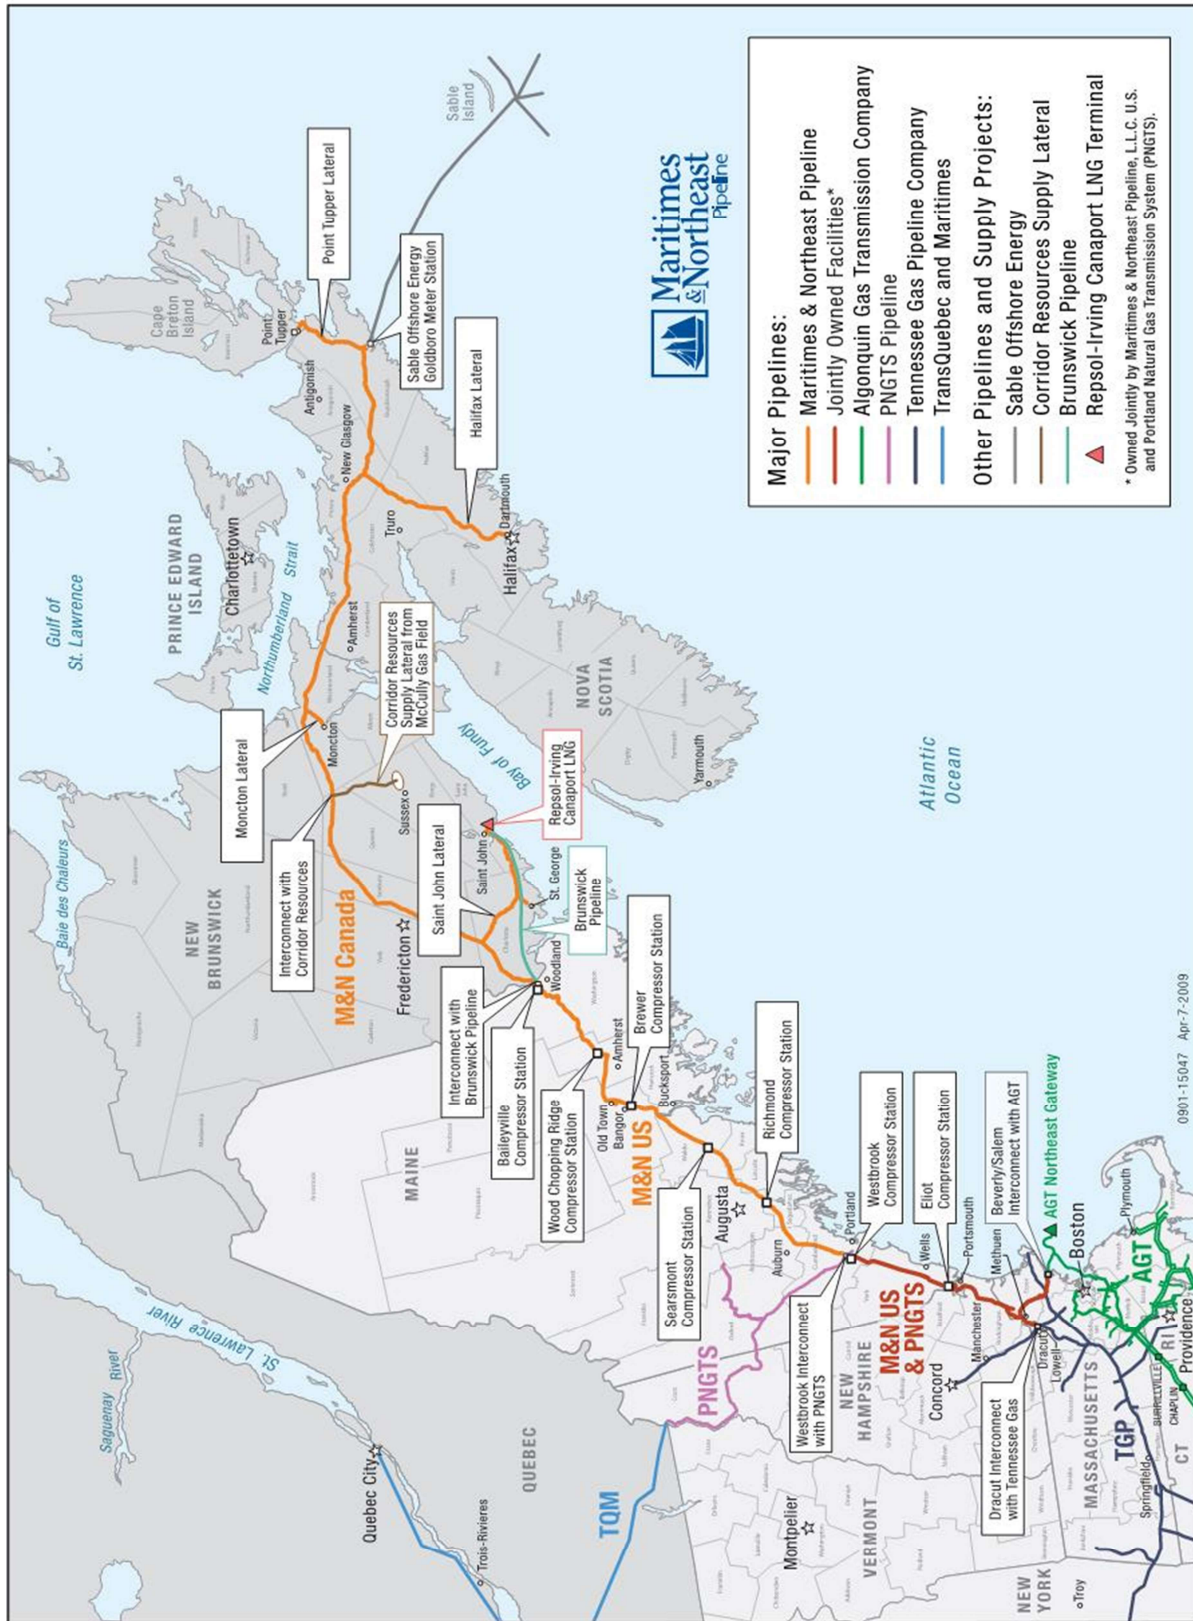 Gulf of
St. Lawrence
Baie des Chaleurs
PRINCE EDWARD
ISLAND
Charlottetown
Northumberland Strait
Cape
Breton
Island
Point
Tupper
Point Tupper Lateral
Sable
Island
Antigonish
New Glasgow
Sable Offshore Energy
Goldboro Meter Station
Halifax Lateral
Truro
Dartmouth
Halifax
Amherst
Moncton Lateral
Moncton
Corridor Resources
Supply Lateral from
McCully Gas Field
Interconnect with
Corridor Resources
Sussex
NEW
BRUNSWICK
M&N Canada
Fredericton
Saint John Lateral
Saint John
Bay of Fundy
NOVA
SCOTIA
Yarmouth
Repsol-Irving
Canaport LNG
St. George
Brunswick
Pipeline
Woodland
Interconnect with
Brunswick Pipeline
Baileyville
Compressor Station
Wood Chopping Ridge
Compressor Station
Amherst
Old Town
Bangor
Brewer
Compressor Station
Bucksport
M&N US
MAINE
Searsmont
Compressor Station
Augusta
Richmond
Compressor Station
Auburn
Portland
Westbrook
Compressor Station
Westbrook Interconnect
with PNGTS
Wells
Eliot
Compressor Station
Portsmouth
M&N US
& PNGTS
PNGTS
NEW
HAMPSHIRE
Concord
Manchester
Methuen
Beverly/Salem
Interconnect with AGT
AGT Northeast Gateway
Dracut
Lowell
Dracut Interconnect
with Tennessee Gas
Boston
Plymouth
AGT
RI
Providence
BURRILLVILLE
CHAPLIN
CT
MASSACHUSETTS
TGP
Springfield
NEW
YORK
Troy
VERMONT
Montpelier
TQM
QUEBEC
Quebec City
Trois-Rivieres
St. Lawrence River
Saguenay River
Atlantic
Ocean
Maritimes
&Northeast
Pipeline
Major Pipelines:
Maritimes & Northeast Pipeline
Jointly Owned Facilities*
Algonquin Gas Transmission Company
PNGTS Pipeline
Tennessee Gas Pipeline Company
TransQuebec and Maritimes
Other Pipelines and Supply Projects:
Sable Offshore Energy
Corridor Resources Supply Lateral
Brunswick Pipeline
Repsol-Irving Canaport LNG Terminal
* Owned Jointly by Maritimes & Northeast Pipeline, L.L.C. U.S.
and Portland Natural Gas Transmission System (PNGTS).
0901-15047 Apr-7-2009